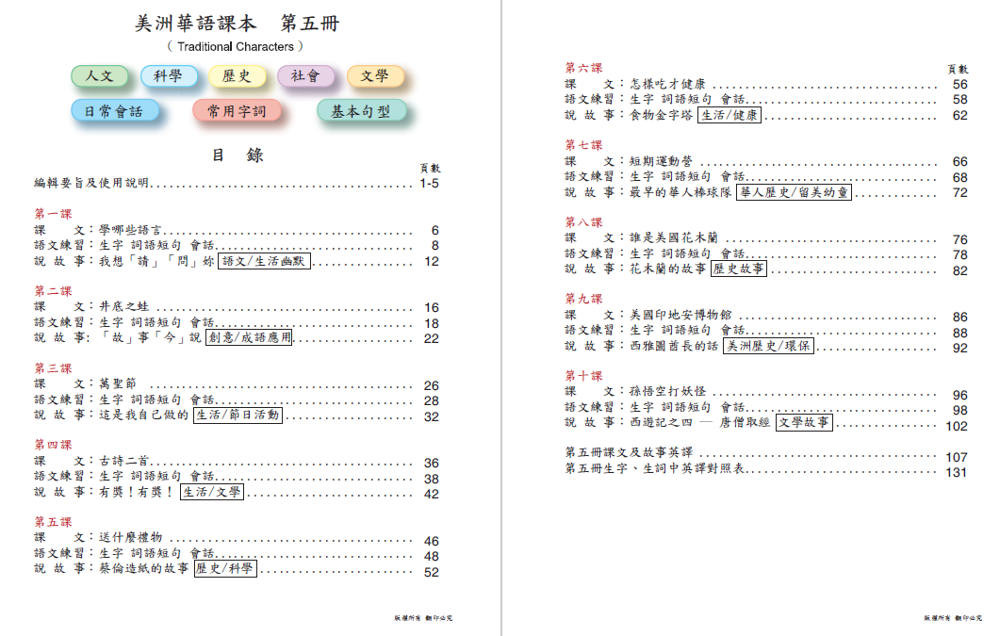 美洲華語課本 第五冊
( Traditional Characters )
人文 科學 歷史 社會 文學
日常會話 常用字詞 基本句型
目 錄
頁數
編輯要旨及使用說明........................................ 1-5
第一課
課 文：學哪些語言........................................ 6
語文練習：生字 詞語短句 會話.............................. 8
說 故 事：我想「請」「問」妳 語文/生活幽默................ 12
第二課
課 文：井底之蛙 ........................................ 16
語文練習：生字 詞語短句 會話.............................. 18
說 故 事：「故」事「今」說 創意/成語應用.................. 22
第三課
課 文：萬聖節 ........................................ 26
語文練習：生字 詞語短句 會話.............................. 28
說 故 事：這是我自己做的 生活/節日活動.................... 32
第四課
課 文：古詩二首........................................ 36
語文練習：生字 詞語短句 會話.............................. 38
說 故 事：有獎！有獎！ 生活/文學.......................... 42
第五課
課 文：送什麼禮物 ...................................... 46
語文練習：生字 詞語短句 會話.............................. 48
說 故 事：蔡倫造紙的故事 歷史/科學........................ 52
版權所有 翻印必究
頁數
第六課
課 文：怎樣吃才健康 .................................... 56
語文練習：生字 詞語短句 會話.............................. 58
說 故 事：食物金字塔 生活/健康............................ 62
第七課
課 文：短期運動營 ...................................... 66
語文練習：生字 詞語短句 會話.............................. 68
說 故 事：最早的華人棒球隊 華人歷史/留美幼童.............. 72
第八課
課 文：誰是美國花木蘭 .................................. 76
語文練習：生字 詞語短句 會話.............................. 78
說 故 事：花木蘭的故事 歷史故事........................... 82
第九課
課 文：美國印地安博物館 ................................ 86
語文練習：生字 詞語短句 會話.............................. 88
說 故 事：西雅圖酋長的話 美洲歷史/環保.................... 92
第十課
課 文：孫悟空打妖怪 .................................... 96
語文練習：生字 詞語短句 會話.............................. 98
說 故 事：西遊記之四 — 唐僧取經 文學故事................ 102
第五冊課文及故事英譯 .................................... 107
第五冊生字、生詞中英譯對照表.............................. 131
版權所有 翻印必究